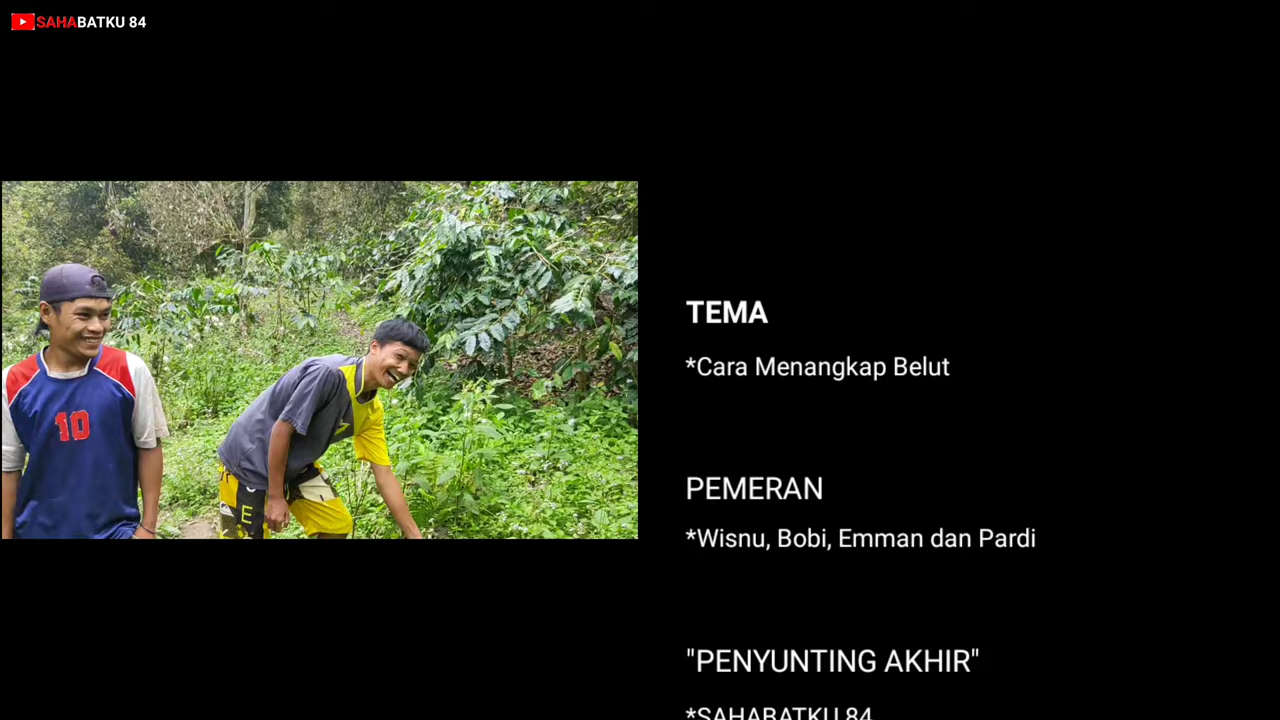 SAHABATKU 84
10
E
TEMA
*Cara Menangkap Belut
PEMERAN
*Wisnu, Bobi, Emman dan Pardi
"PENYUNTING AKHIR"
*SAHABATKU 84